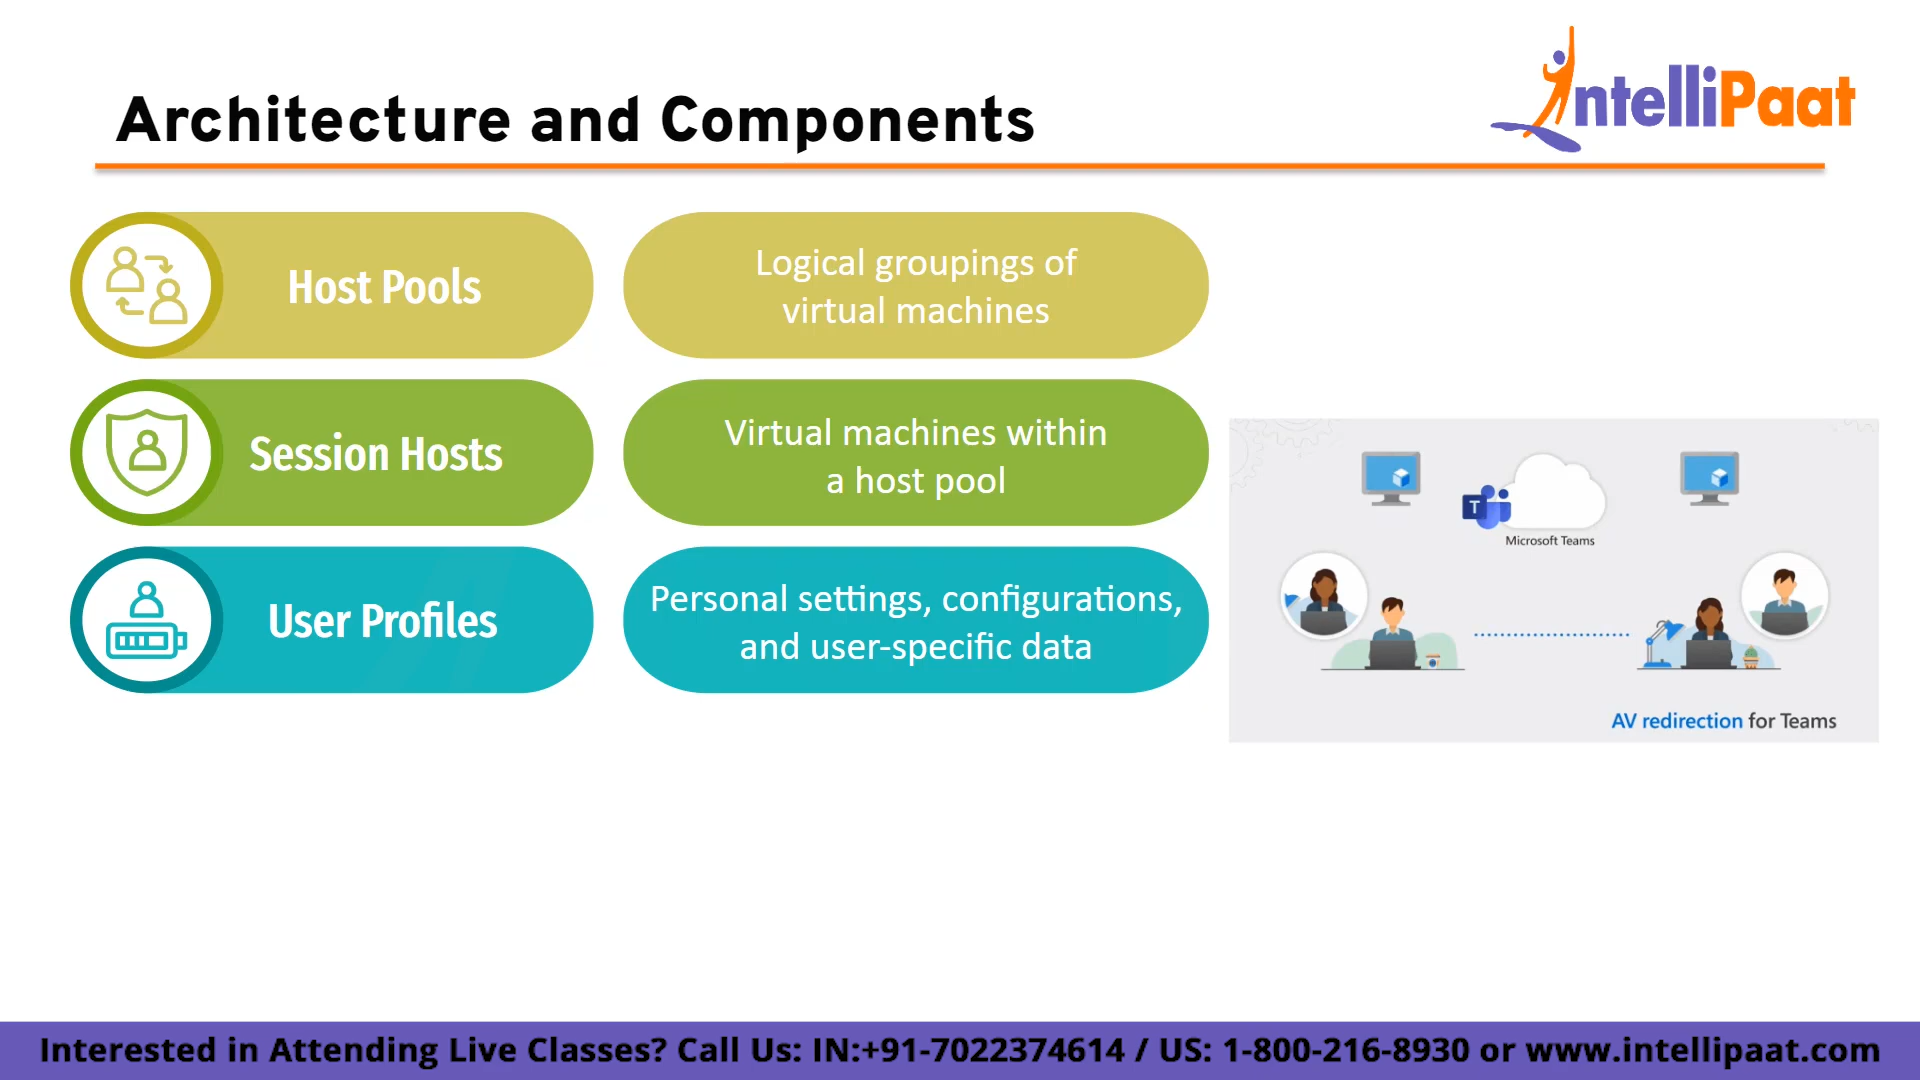 Architecture and Components
IntelliPaat
Host Pools
Logical groupings of
virtual machines
Session Hosts
Virtual machines within
a host pool
User Profiles
Personal settings, configurations,
and user-specific data
T
Microsoft Teams
AV redirection for Teams
Interested in Attending Live Classes? Call Us: IN:+91-7022374614 / US: 1-800-216-8930 or www.intellipaat.com